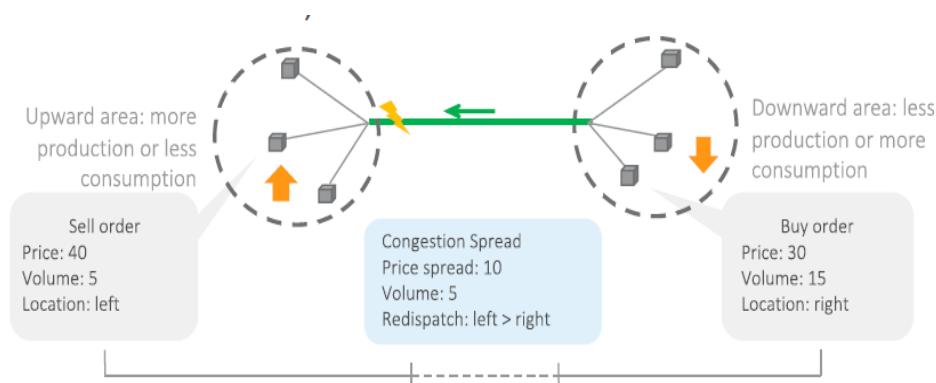 Upward area: more
production or less
consumption
Downward area: less
production or more
consumption
Sell order
Price: 40
Volume: 5
Location: left
Congestion Spread
Price spread: 10
Volume: 5
Redispatch: left > right
Buy order
Price: 30
Volume: 15
Location: right